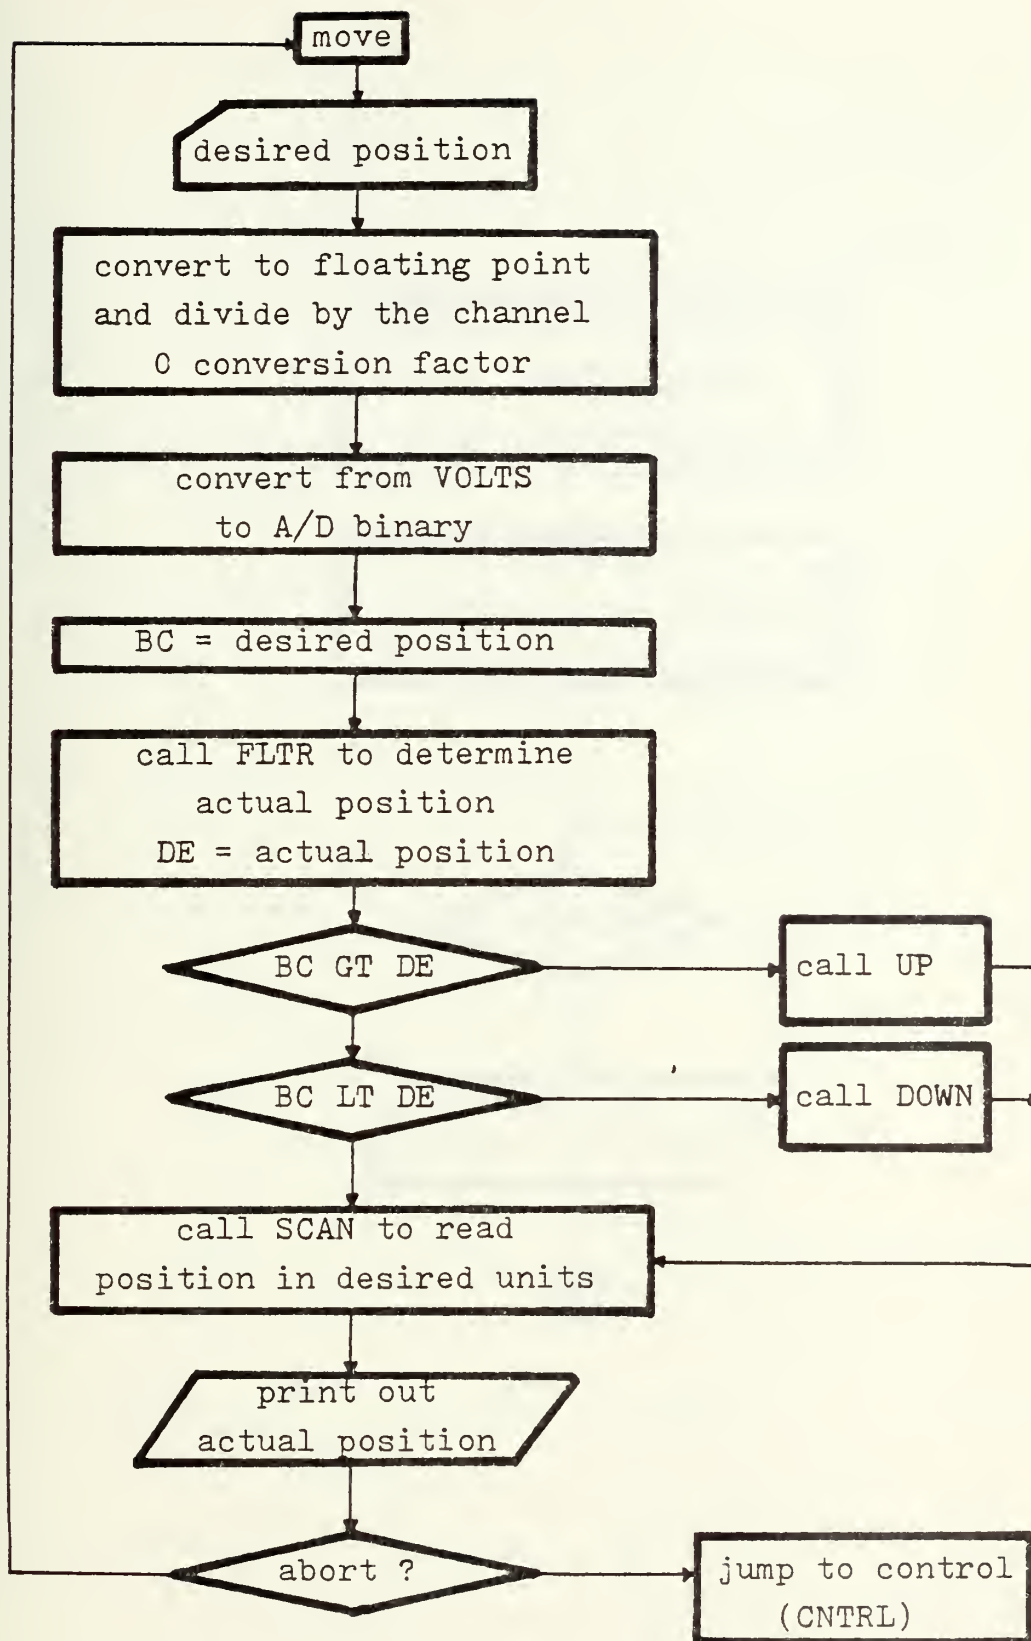 move
desired position
convert to floating point
and divide by the channel
0 conversion factor
convert from VOLTS
to A/D binary
BC = desired position
call FLTR to determine
actual position
DE = actual position
BC GT DE
call UP
BC LT DE
call DOWN
call SCAN to read
position in desired units
print out
actual position
abort ?
jump to control
(CNTRL)